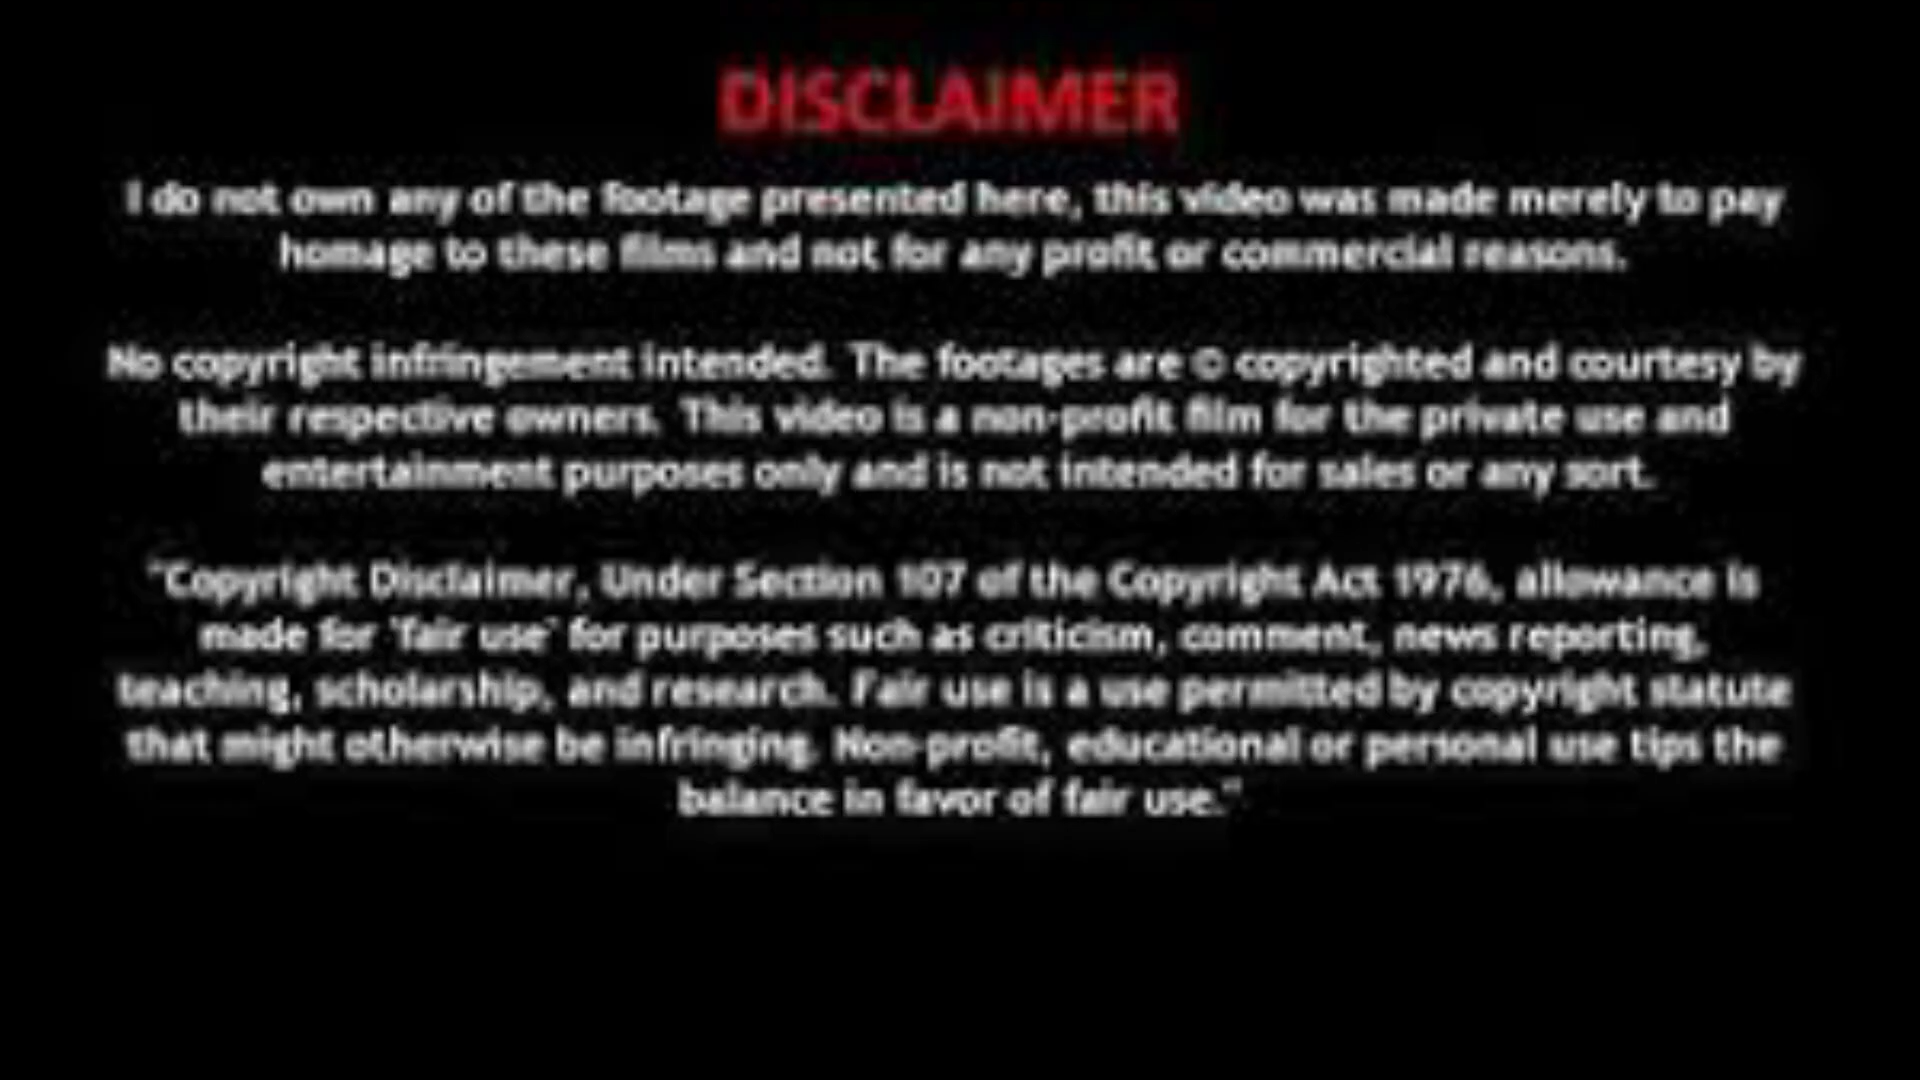 DISCLAIMER
I do not own any of the footage presented here, this video was made merely to pay
homage to these films and not for any profit or commercial reasons.
No copyright infringement intended. The footages are © copyrighted and courtesy by
their respective owners. This video is a non-profit film for the private use and
entertainment purposes only and is not intended for sales or any sort.
"Copyright Disclaimer, Under Section 107 of the Copyright Act 1976, allowance is
made for 'fair use' for purposes such as criticism, comment, news reporting,
teaching, scholarship, and research. Fair use is a use permitted by copyright statute
that might otherwise be infringing. Non-profit, educational or personal use tips the
balance in favor of fair use."